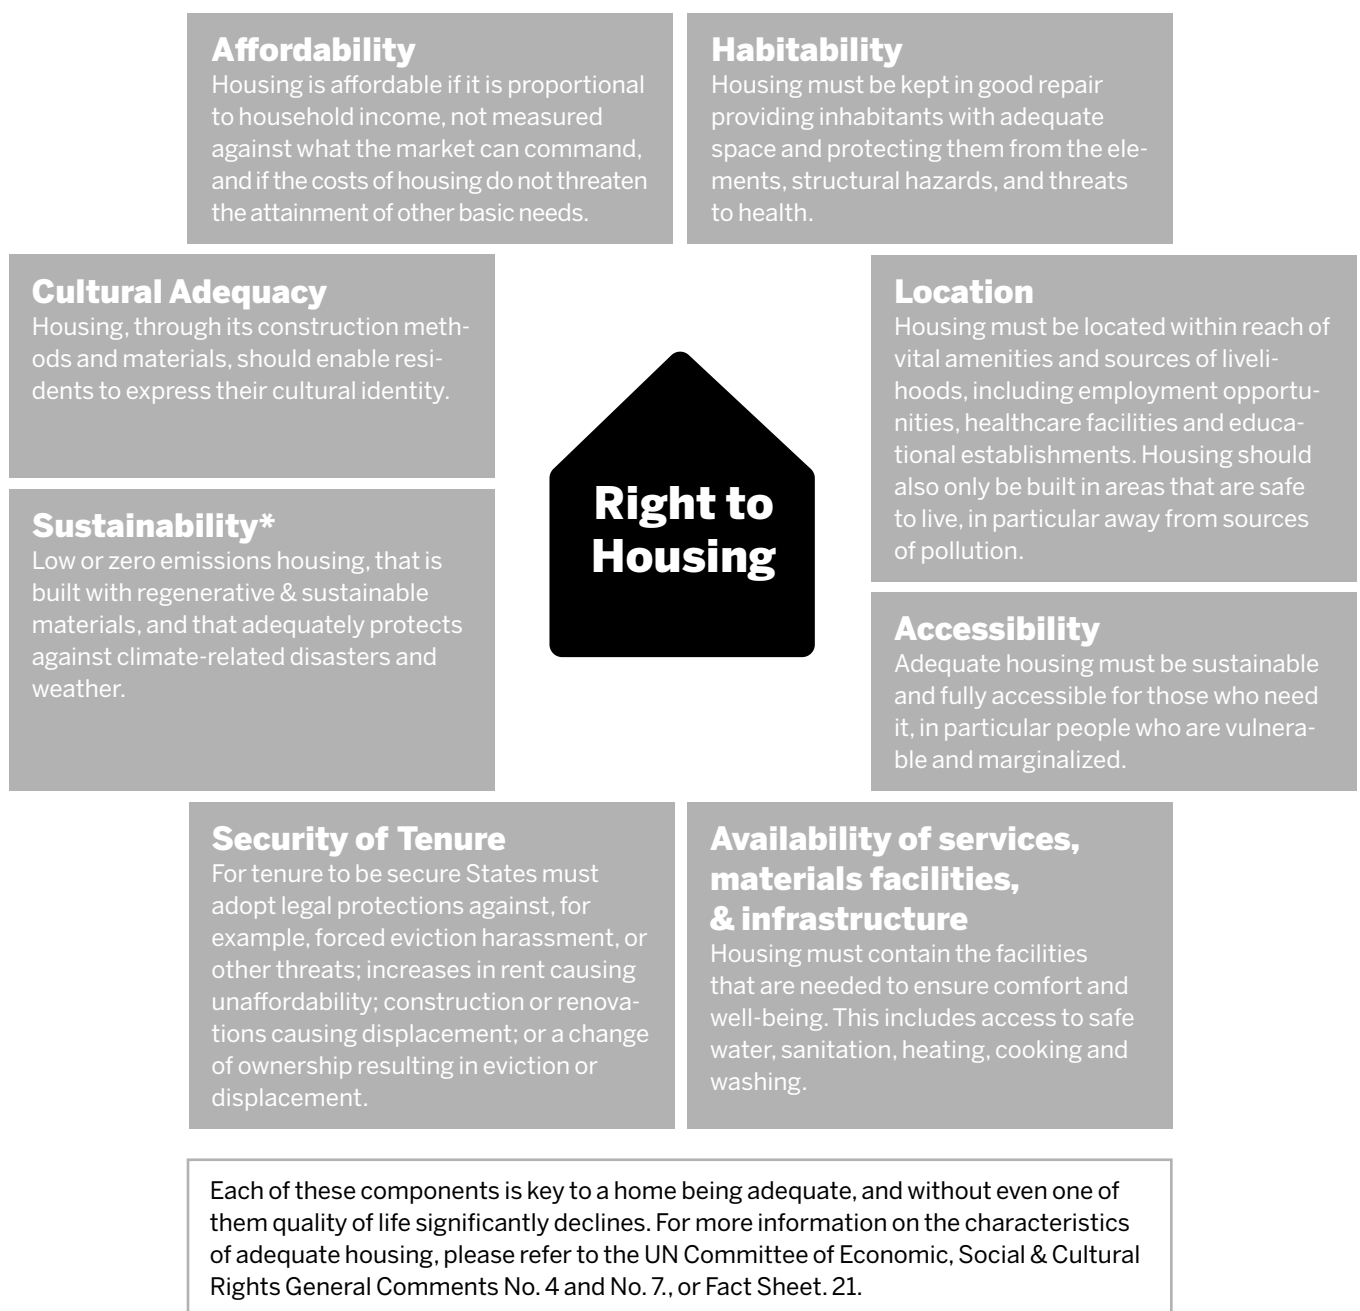 Affordability
Housing is affordable if it is proportional
to household income, not measured
against what the market can command,
and if the costs of housing do not threaten
the attainment of other basic needs.
Habitability
Housing must be kept in good repair
providing inhabitants with adequate
space and protecting them from the ele-
ments, structural hazards, and threats
to health.
Cultural Adequacy
Housing, through its construction meth-
ods and materials, should enable resi-
dents to express their cultural identity.
Location
Housing must be located within reach of
vital amenities and sources of liveli-
hoods, including employment opportu-
nities, healthcare facilities and educa-
tional establishments. Housing should
also only be built in areas that are safe
to live, in particular away from sources
of pollution.
Right to
Housing
Sustainability*
Low or zero emissions housing, that is
built with regenerative & sustainable
materials, and that adequately protects
against climate-related disasters and
weather.
Accessibility
Adequate housing must be sustainable
and fully accessible for those who need
it, in particular people who are vulnera-
ble and marginalized.
Security of Tenure
For tenure to be secure States must
adopt legal protections against, for
example, forced eviction harassment, or
other threats; increases in rent causing
unaffordability; construction or renova-
tions causing displacement; or a change
of ownership resulting in eviction or
displacement.
Availability of services,
materials facilities,
& infrastructure
Housing must contain the facilities
that are needed to ensure comfort and
well-being. This includes access to safe
water, sanitation, heating, cooking and
washing.
Each of these components is key to a home being adequate, and without even one of
them quality of life significantly declines. For more information on the characteristics
of adequate housing, please refer to the UN Committee of Economic, Social & Cultural
Rights General Comments No. 4 and No. 7., or Fact Sheet. 21.